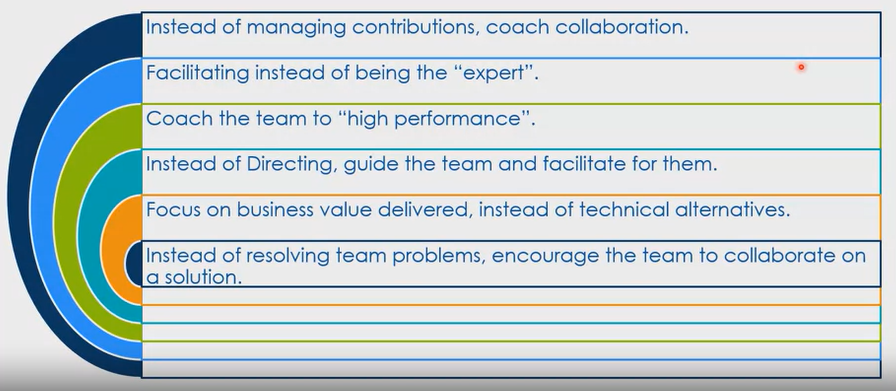 Instead of managing contributions, coach collaboration.
Facilitating instead of being the “expert”.
Coach the team to “high performance”.
Instead of Directing, guide the team and facilitate for them.
Focus on business value delivered, instead of technical alternatives.
Instead of resolving team problems, encourage the team to collaborate on
a solution.